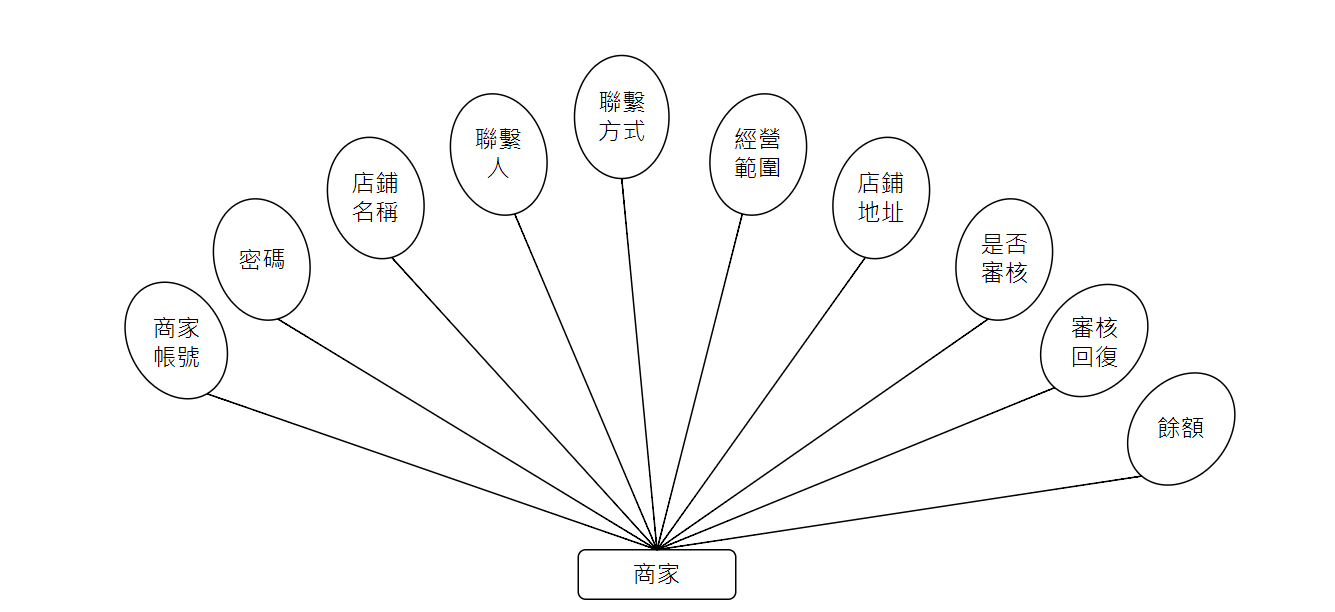 商家
帳號
密碼
店鋪
名稱
聯繫
人
聯繫
方式
經營
範圍
店鋪
地址
是否
審核
審核
回復
餘額
商家